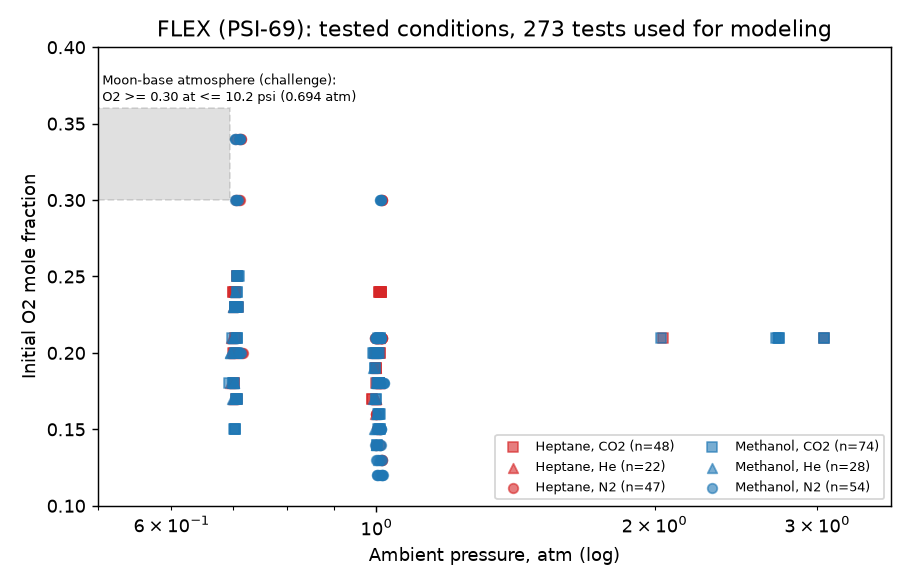 FLEX (PSI-69): tested conditions, 273 tests used for modeling
Initial O2 mole fraction
0.40
0.35
0.30
0.25
0.20
0.15
0.10
Moon-base atmosphere (challenge):
O2 >= 0.30 at <= 10.2 psi (0.694 atm)
Heptane, CO2 (n=48)
Heptane, He (n=22)
Heptane, N2 (n=47)
Methanol, CO2 (n=74)
Methanol, He (n=28)
Methanol, N2 (n=54)
6 × 10⁻¹
10⁰
2 × 10⁰
3 × 10⁰
Ambient pressure, atm (log)